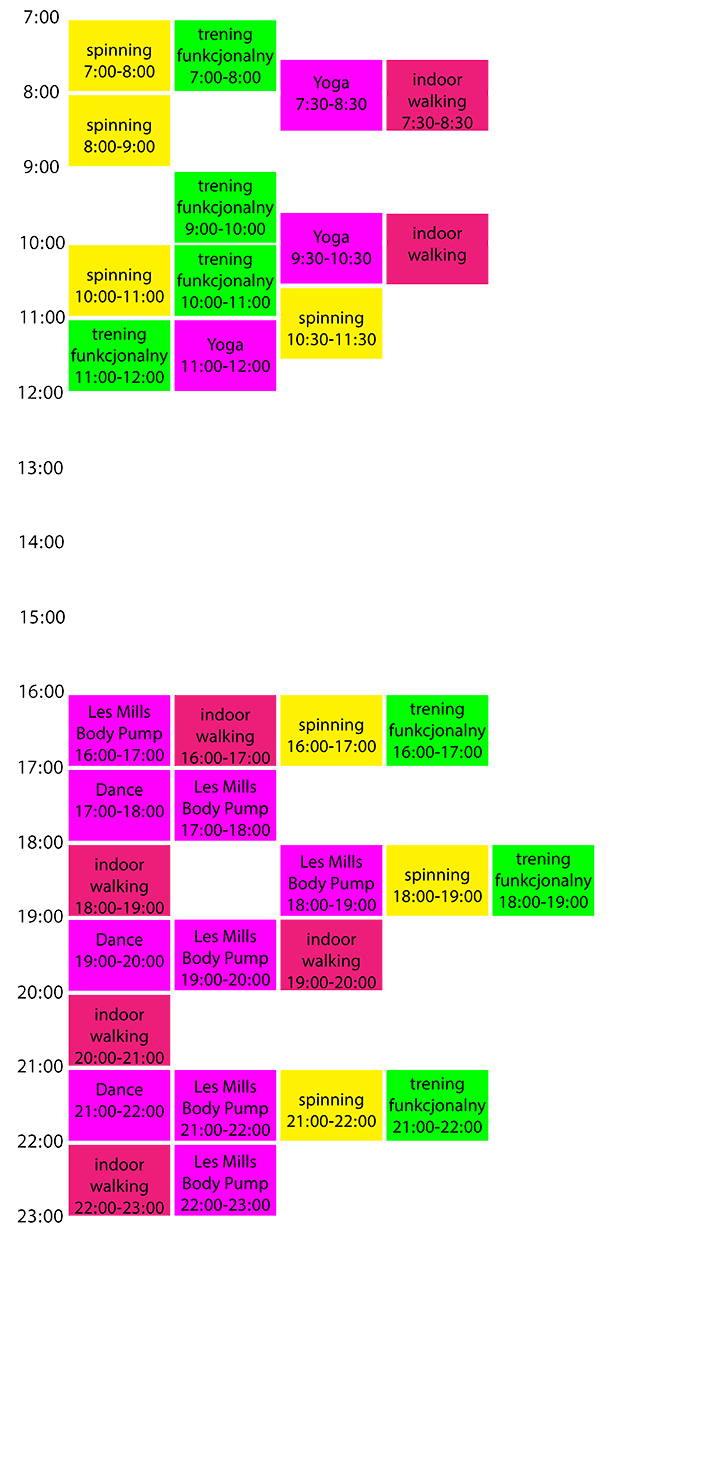 7:00
spinning
7:00-8:00
trening
funkcjonalny
7:00-8:00
Yoga
7:30-8:30
indoor
walking
7:30-8:30
8:00
spinning
8:00-9:00
9:00
trening
funkcjonalny
9:00-10:00
Yoga
9:30-10:30
indoor
walking
10:00
spinning
10:00-11:00
trening
funkcjonalny
10:00-11:00
spinning
10:30-11:30
11:00
trening
funkcjonalny
11:00-12:00
Yoga
11:00-12:00
12:00
13:00
14:00
15:00
16:00
Les Mills
Body Pump
16:00-17:00
indoor
walking
16:00-17:00
spinning
16:00-17:00
trening
funkcjonalny
16:00-17:00
17:00
Dance
17:00-18:00
Les Mills
Body Pump
17:00-18:00
18:00
indoor
walking
18:00-19:00
Les Mills
Body Pump
18:00-19:00
spinning
18:00-19:00
trening
funkcjonalny
18:00-19:00
19:00
Dance
19:00-20:00
Les Mills
Body Pump
19:00-20:00
indoor
walking
19:00-20:00
20:00
indoor
walking
20:00-21:00
21:00
Dance
21:00-22:00
Les Mills
Body Pump
21:00-22:00
spinning
21:00-22:00
trening
funkcjonalny
21:00-22:00
22:00
indoor
walking
22:00-23:00
Les Mills
Body Pump
22:00-23:00
23:00